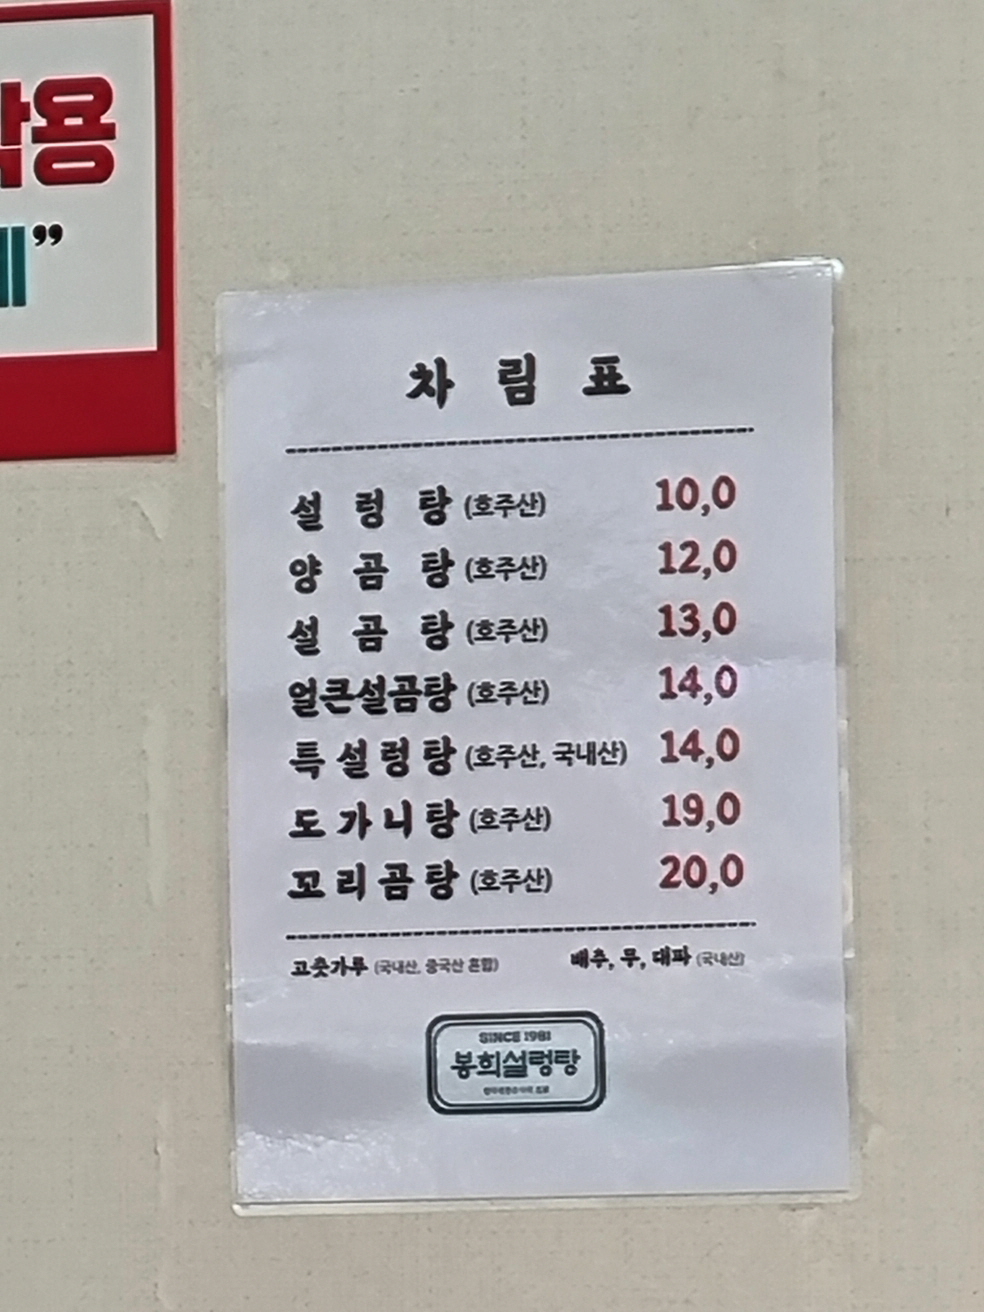 용
”
차 림 표
설 렁 탕 (호주산) 10,0
양 곰 탕 (호주산) 12,0
설 곰 탕 (호주산) 13,0
얼큰설곰탕 (호주산) 14,0
특 설 렁 탕 (호주산, 국내산) 14,0
도 가 니 탕 (호주산) 19,0
꼬 리 곰 탕 (호주산) 20,0
고춧가루 (국내산, 중국산 혼합) 배추, 무, 대파 (국내산)
SINCE 1981
봉희설렁탕